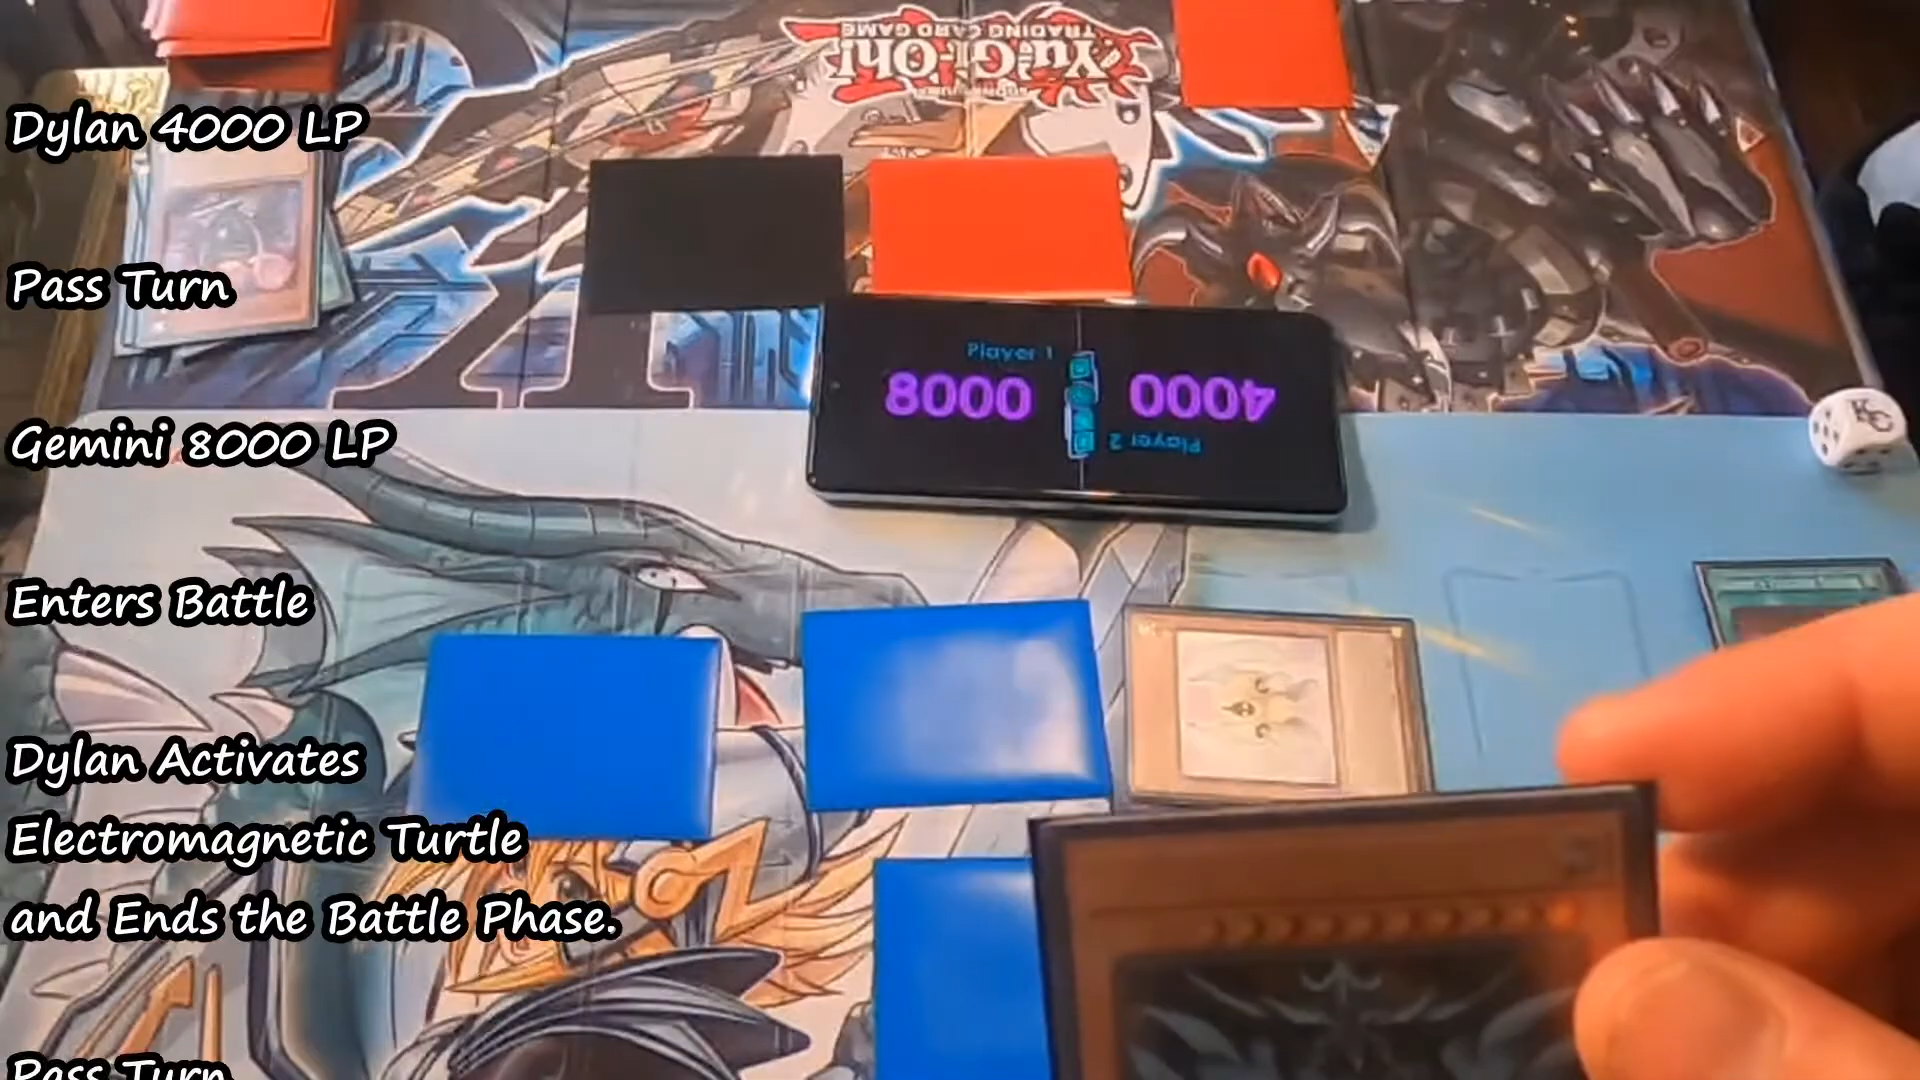 Yu-Gi-Oh!
TRADING CARD GAME
Dylan 4000 LP
Pass Turn
Gemini 8000 LP
Enters Battle
Dylan Activates
Electromagnetic Turtle
and Ends the Battle Phase.
Pass Turn
Player 1
8000
4000
Player 2
KC